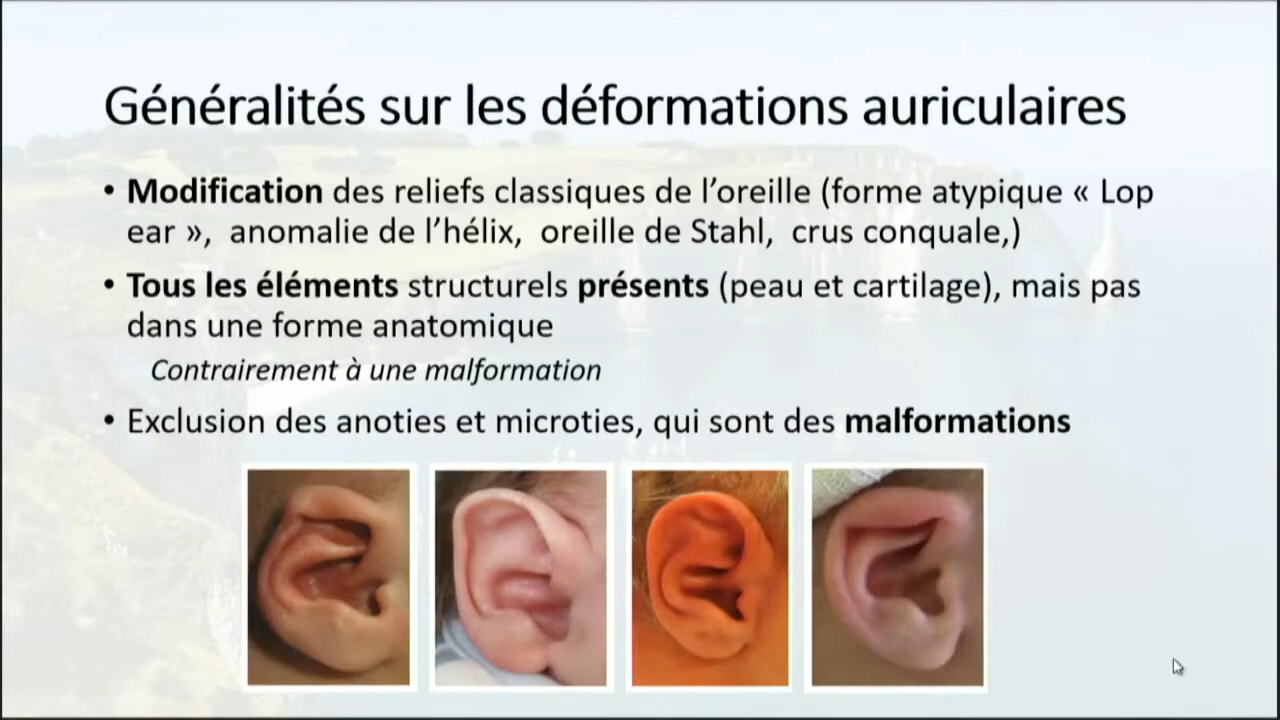 Généralités sur les déformations auriculaires
• Modification des reliefs classiques de l’oreille (forme atypique « Lop
ear », anomalie de l’hélix, oreille de Stahl, crus conquale,)
• Tous les éléments structurels présents (peau et cartilage), mais pas
dans une forme anatomique
Contrairement à une malformation
• Exclusion des anoties et microties, qui sont des malformations